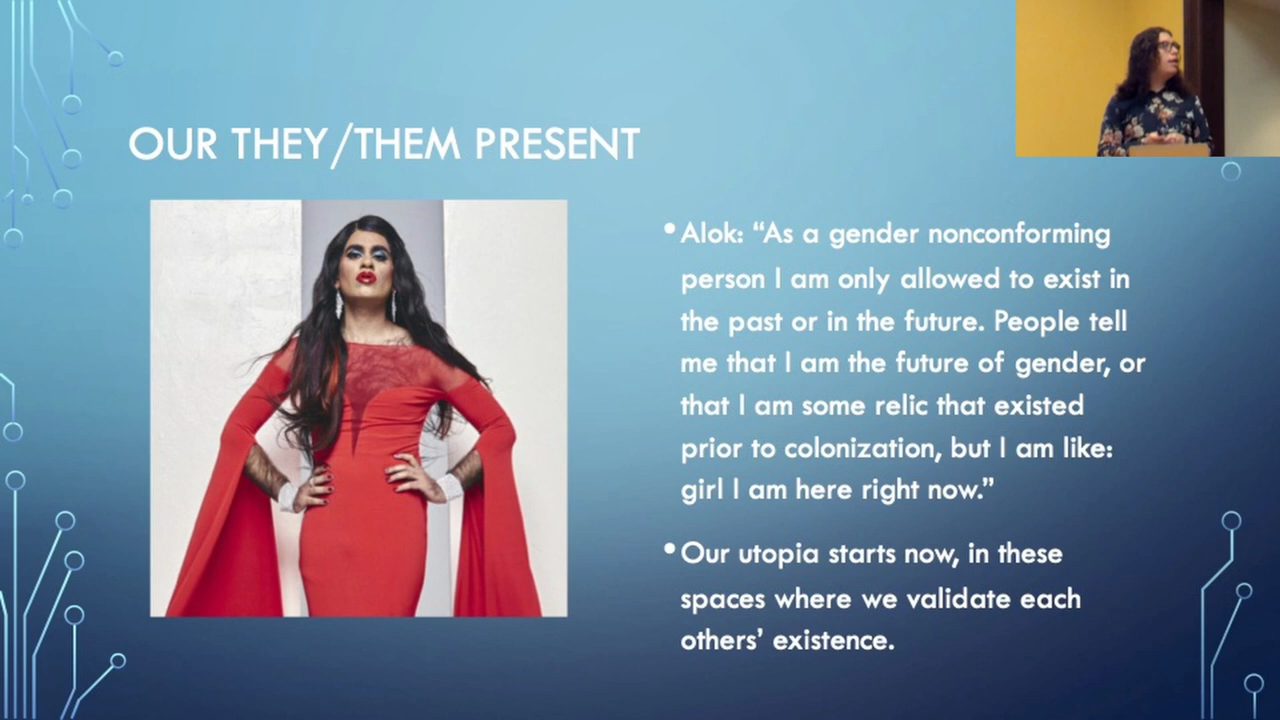 OUR THEY/THEM PRESENT
• Alok: “As a gender nonconforming
person I am only allowed to exist in
the past or in the future. People tell
me that I am the future of gender, or
that I am some relic that existed
prior to colonization, but I am like:
girl I am here right now.”
• Our utopia starts now, in these
spaces where we validate each
others’ existence.